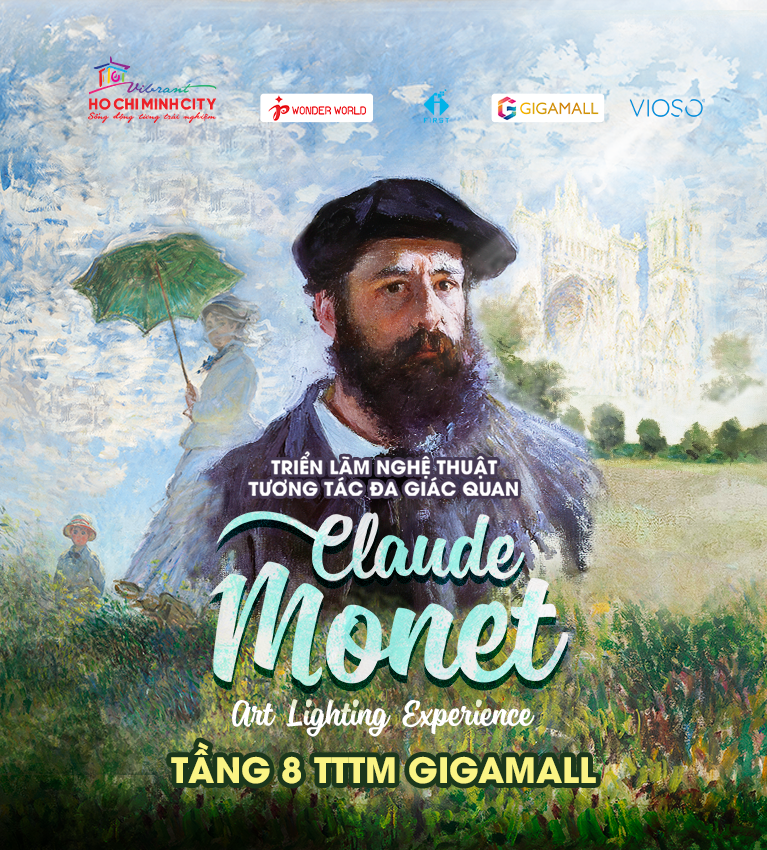 Vibrant
HO CHI MINH CITY
Sống động từng trải nghiệm
WONDER WORLD
FIRST
GIGAMALL
VIOSO
TRIỂN LÃM NGHỆ THUẬT
TƯƠNG TÁC ĐA GIÁC QUAN
Claude
Monet
Art Lighting Experience
TẦNG 8 TTTM GIGAMALL